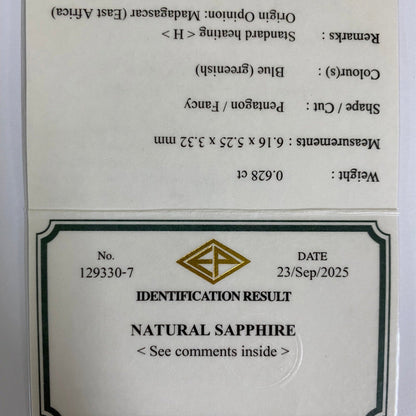 Weight : 0.628 ct
Measurements : 6.16 x 5.25 x 3.32 mm
Shape / Cut : Pentagon / Fancy
Colour(s) : Blue (greenish)
Remarks : Standard heating < H >
Origin Opinion: Madagascar (East Africa)
No. DATE
129330-7 23/Sep/2025
IDENTIFICATION RESULT
NATURAL SAPPHIRE
< See comments inside >